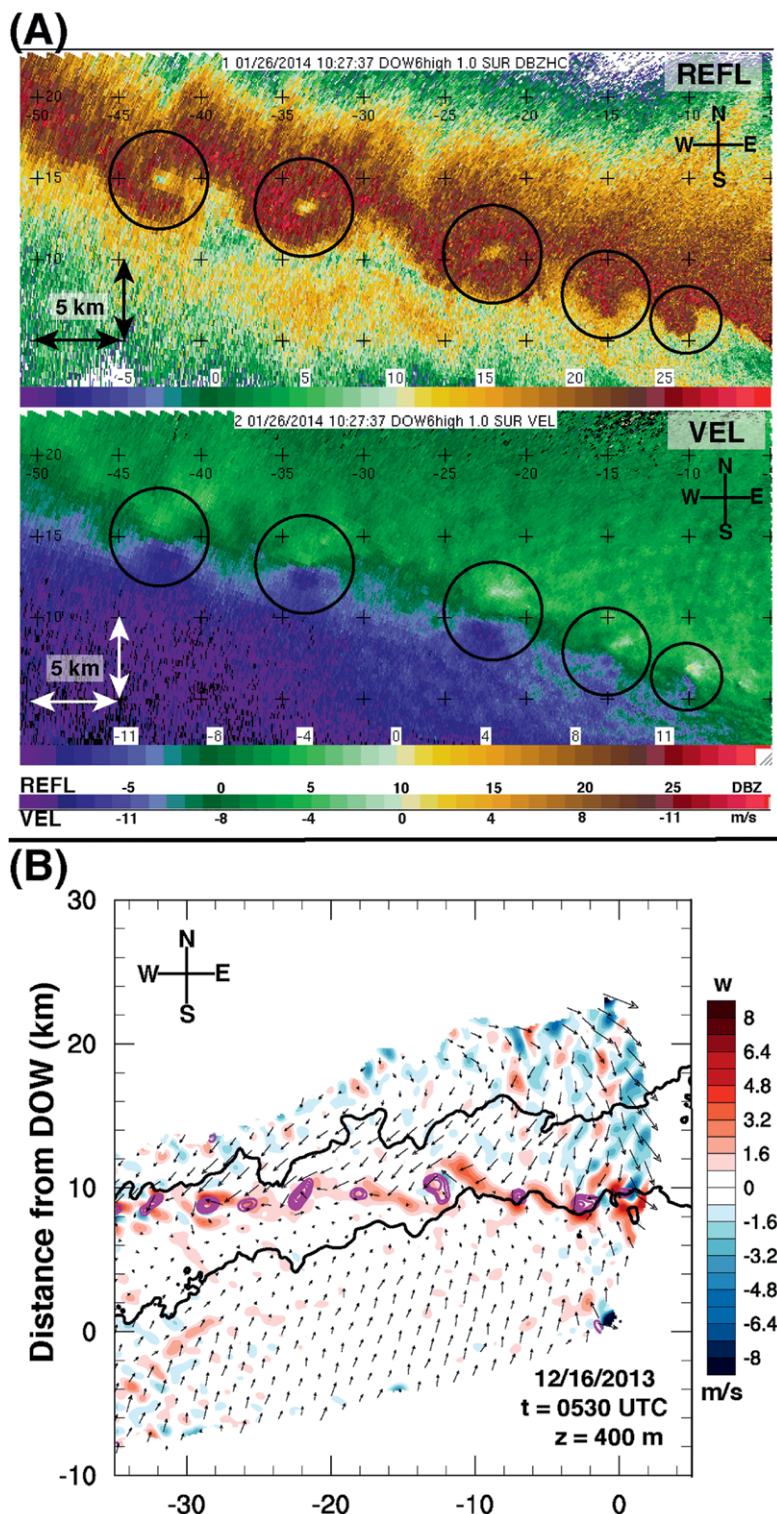 (A)
1 01/26/2014 10:27:37 DOW6high 1.0 SUR DBZHC
REFL
20
-50 -45 -40 -35 -30 -25 -20 -15 -10
N
W E
S
15
10
5 km
-5 0 5 10 15 20 25
2 01/26/2014 10:27:37 DOW6high 1.0 SUR VEL
VEL
20
-50 -45 -40 -35 -30 -25 -20 -15 -10
N
W E
S
15
10
5 km
-11 -8 -4 0 4 8 11
REFL -5 0 5 10 15 20 25 DBZ
VEL -11 -8 -4 0 4 8 -11 m/s
(B)
30
20
10
0
-10
Distance from DOW (km)
N
W E
S
w
8
6.4
4.8
3.2
1.6
0
-1.6
-3.2
-4.8
-6.4
-8
m/s
12/16/2013
t = 0530 UTC
z = 400 m
-30 -20 -10 0